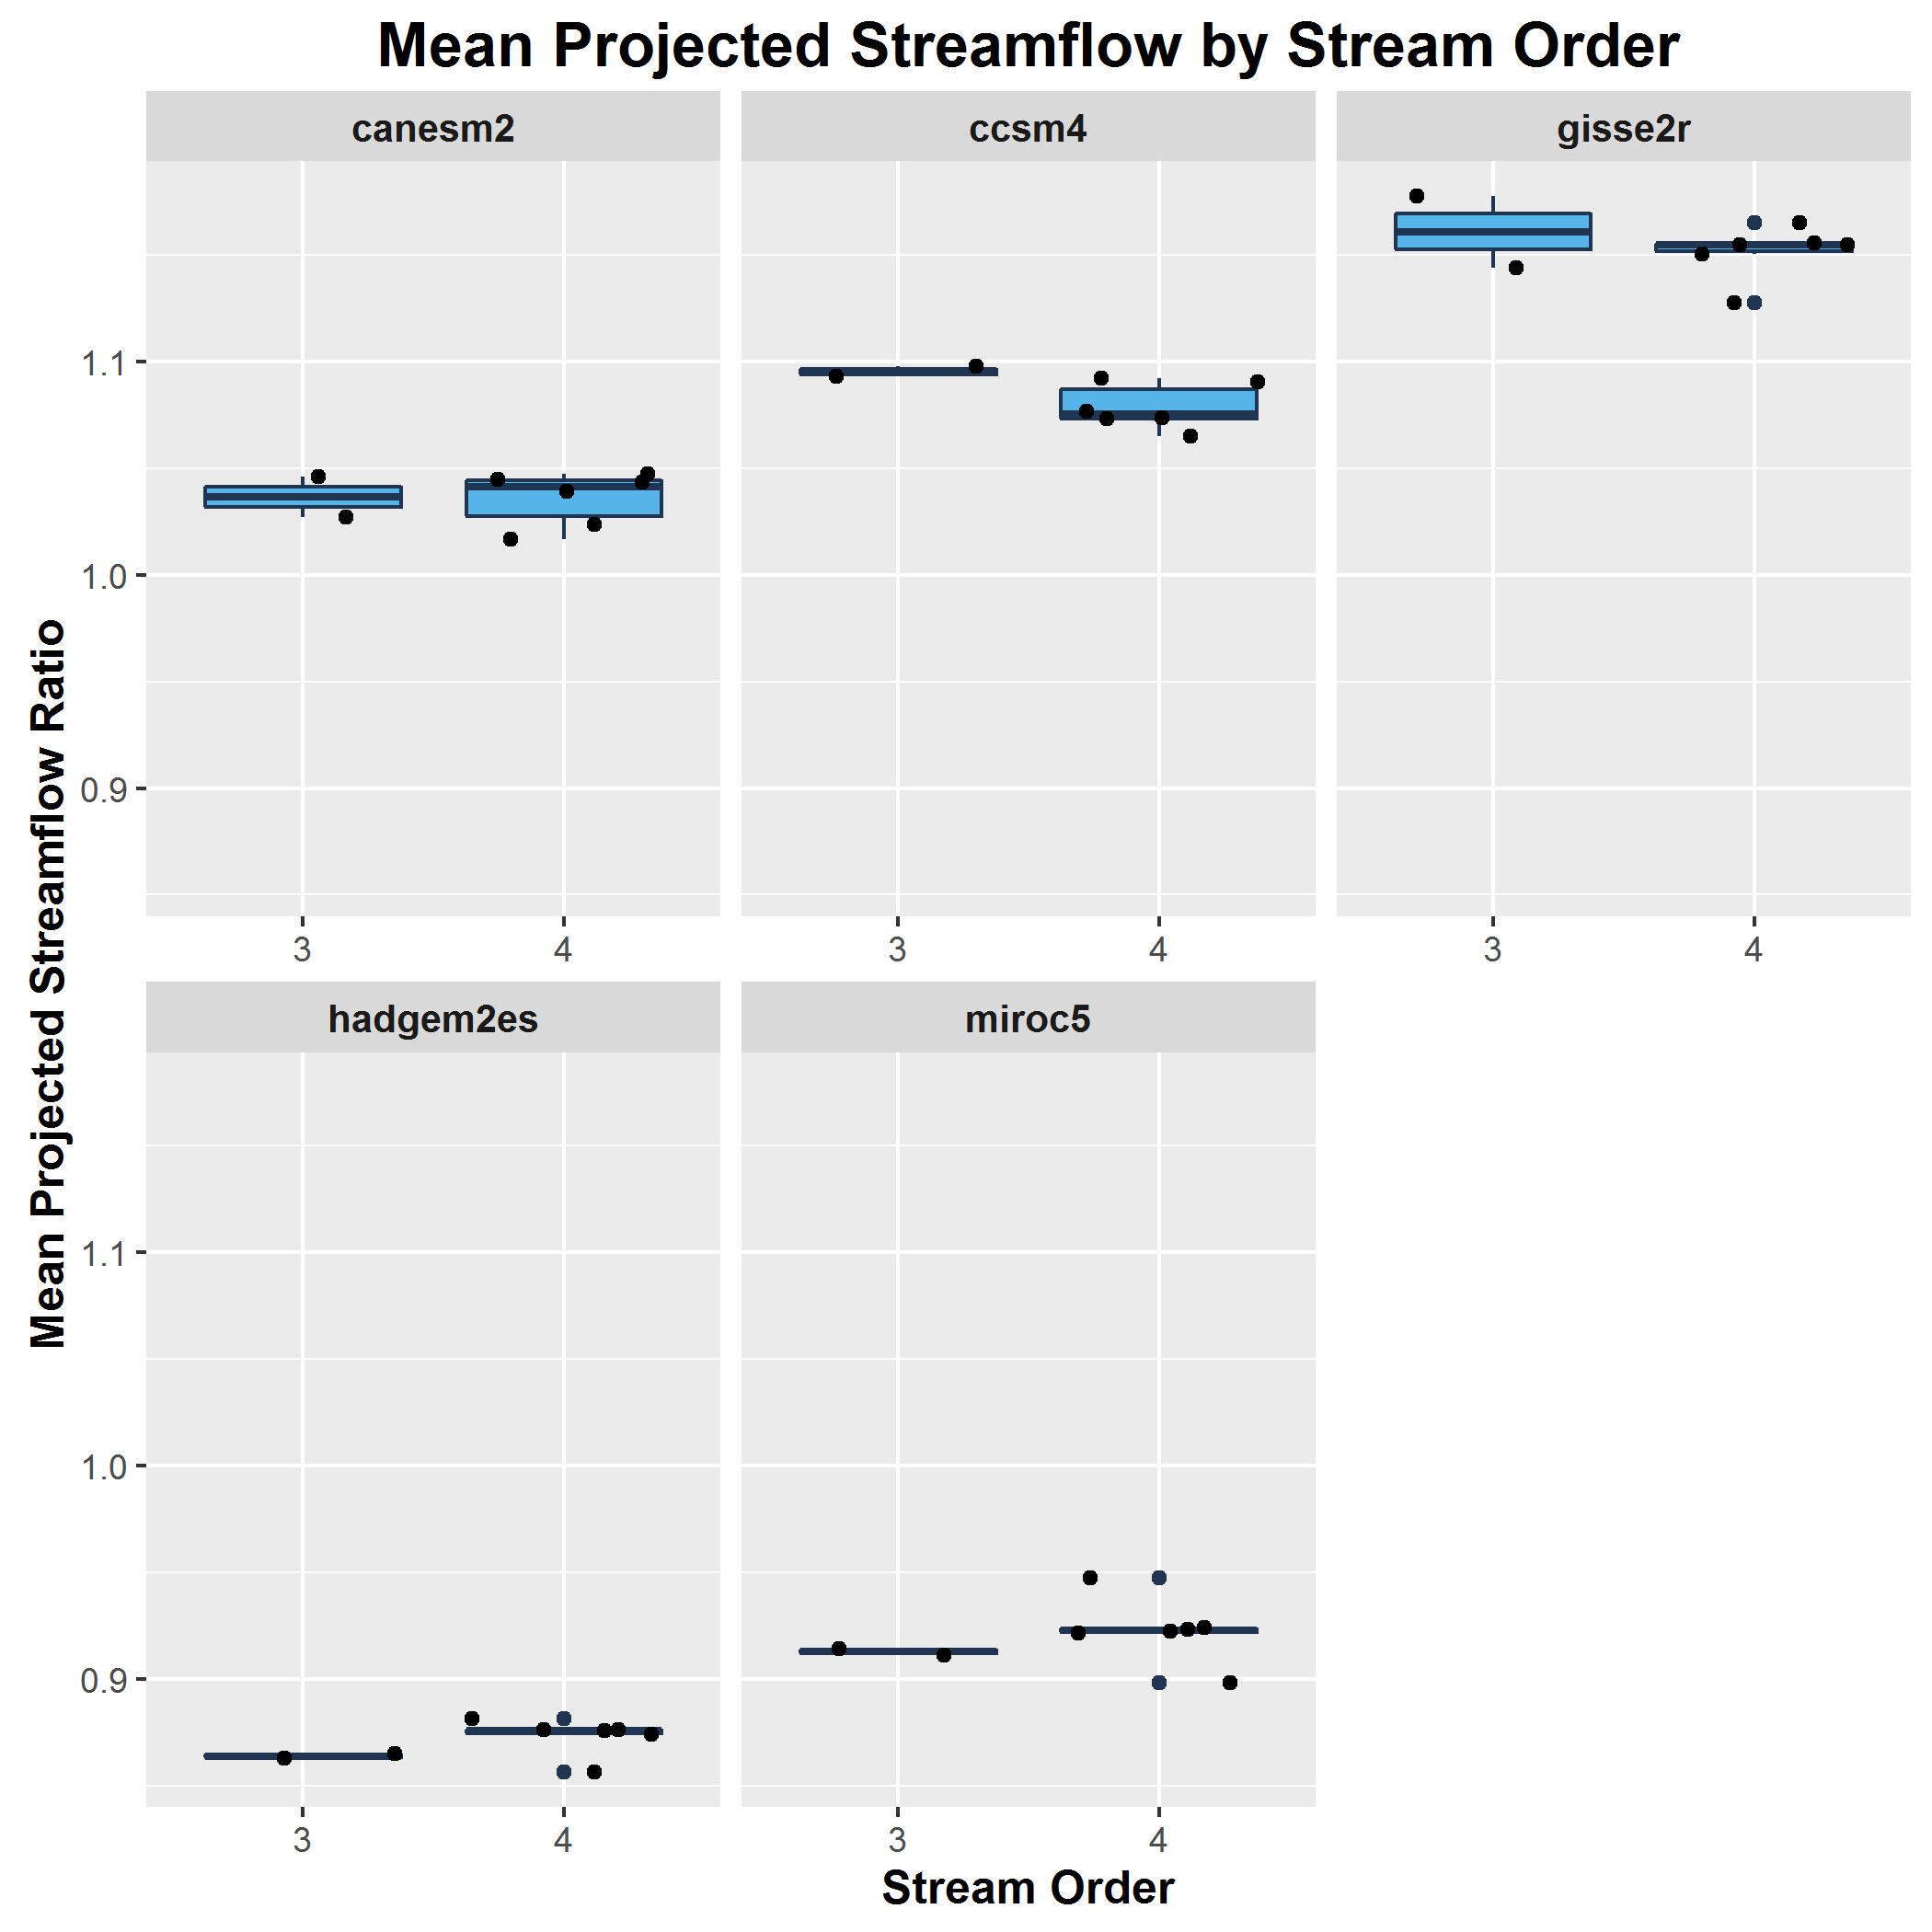 Mean Projected Streamflow by Stream Order
canesm2
ccsm4
gisse2r
1.1
1.0
0.9
3
4
3
4
3
4
Mean Projected Streamflow Ratio
hadgem2es
miroc5
1.1
1.0
0.9
3
4
3
4
Stream Order